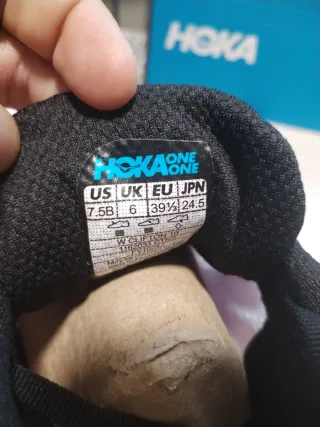 HOKA
HOKA ONE ONE
US UK EU JPN
7.5B 6 39⅓ 24.5
W CLIFTON